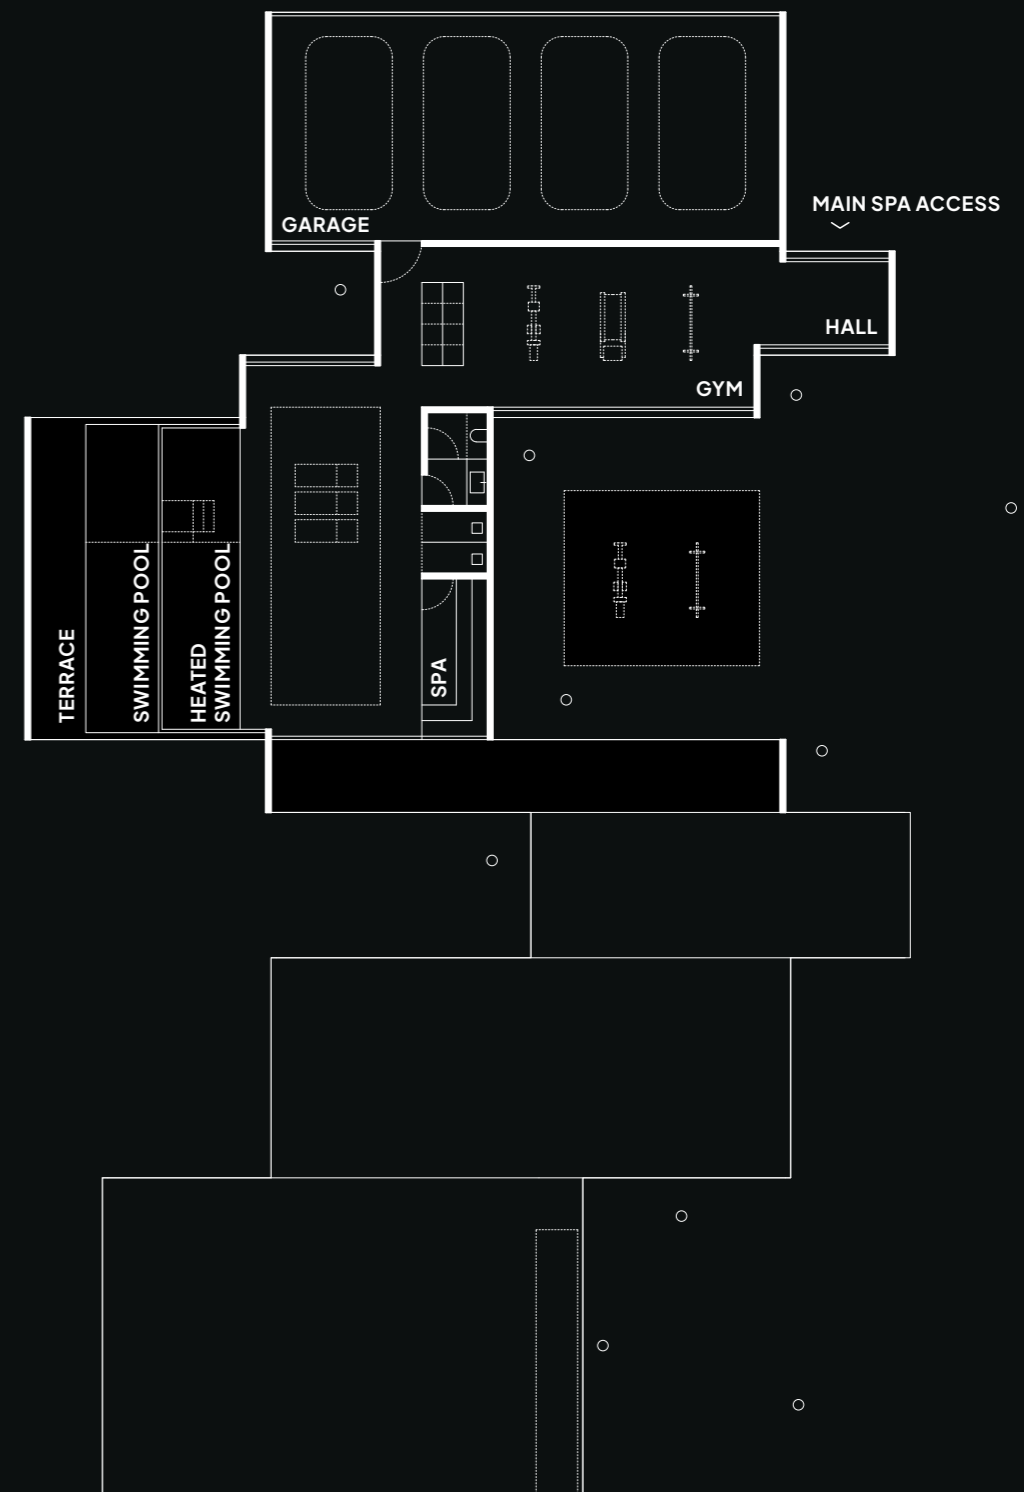 MAIN SPA ACCESS
GARAGE
HALL
GYM
TERRACE
SWIMMING POOL
HEATED
SWIMMING POOL
SPA